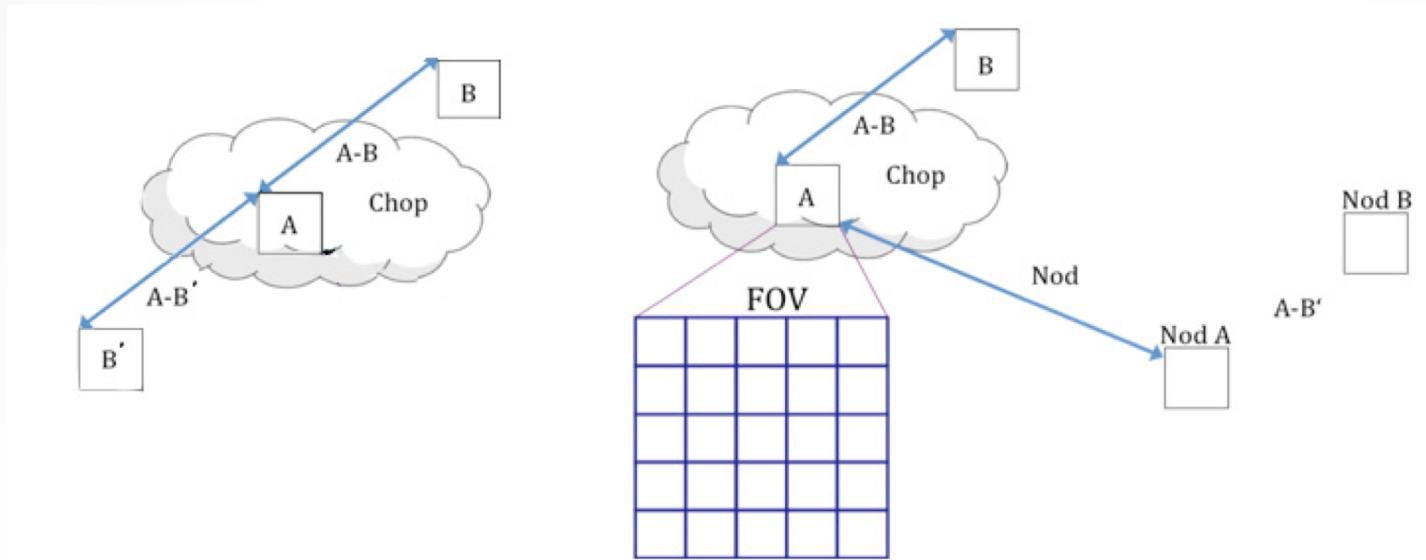 B
A-B
Chop
A
A-B′
B′
B
A-B
Chop
A
Nod B
Nod
FOV
A-B‘
Nod A